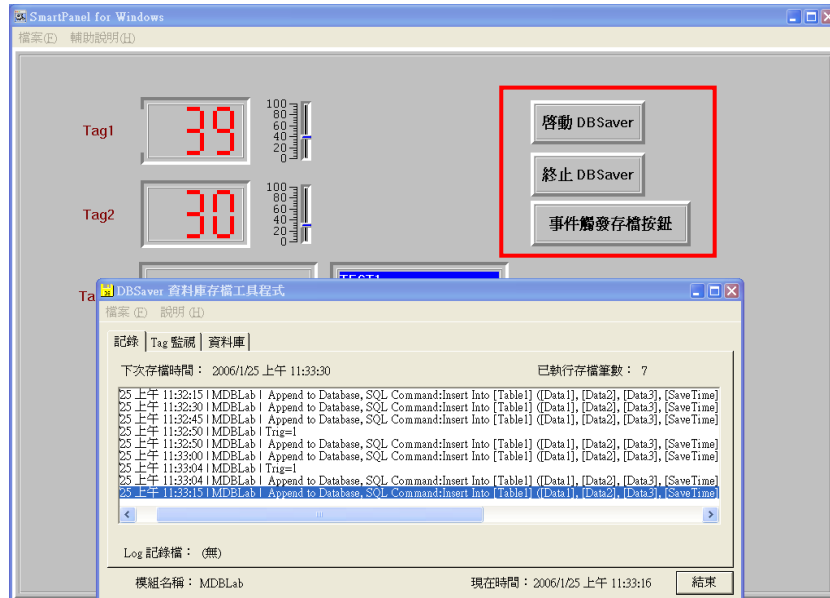 SmartPanel for Windows
檔案(F) 輔助說明(H)
Tag1
39
100
80
60
40
20
0
啓動 DBSaver
終止 DBSaver
事件觸發存檔按鈕
Tag2
30
100
80
60
40
20
0
TEST1
Ta
DBSaver 資料庫存檔工具程式
檔案 (F) 說明 (H)
記錄 Tag 監視 資料庫
下次存檔時間： 2006/1/25 上午 11:33:30 已執行存檔筆數： 7
25 上午 11:32:15 | MDBLab | Append to Database, SQL Command:Insert Into [Table1] ([Data1], [Data2], [Data3], [SaveTime]
25 上午 11:32:30 | MDBLab | Append to Database, SQL Command:Insert Into [Table1] ([Data1], [Data2], [Data3], [SaveTime]
25 上午 11:32:45 | MDBLab | Append to Database, SQL Command:Insert Into [Table1] ([Data1], [Data2], [Data3], [SaveTime]
25 上午 11:32:50 | MDBLab | Trig=1
25 上午 11:32:50 | MDBLab | Append to Database, SQL Command:Insert Into [Table1] ([Data1], [Data2], [Data3], [SaveTime]
25 上午 11:33:00 | MDBLab | Append to Database, SQL Command:Insert Into [Table1] ([Data1], [Data2], [Data3], [SaveTime]
25 上午 11:33:04 | MDBLab | Trig=1
25 上午 11:33:04 | MDBLab | Append to Database, SQL Command:Insert Into [Table1] ([Data1], [Data2], [Data3], [SaveTime]
25 上午 11:33:15 | MDBLab | Append to Database, SQL Command:Insert Into [Table1] ([Data1], [Data2], [Data3], [SaveTime]
Log 記錄檔： (無)
模組名稱： MDBLab 現在時間： 2006/1/25 上午 11:33:16 結束